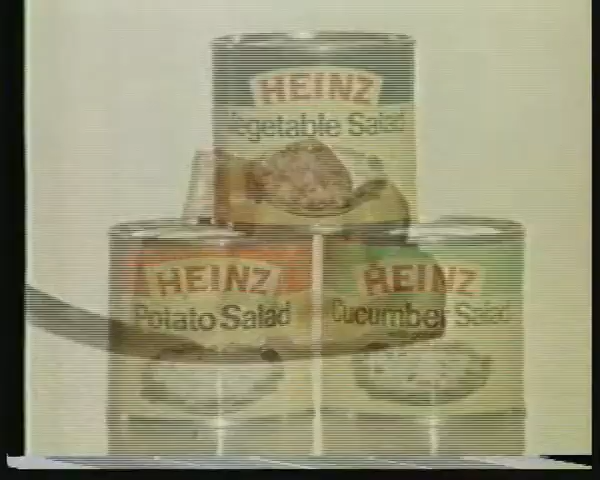 HEINZ
Vegetable Salad
HEINZ
Potato Salad
HEINZ
Cucumber Salad